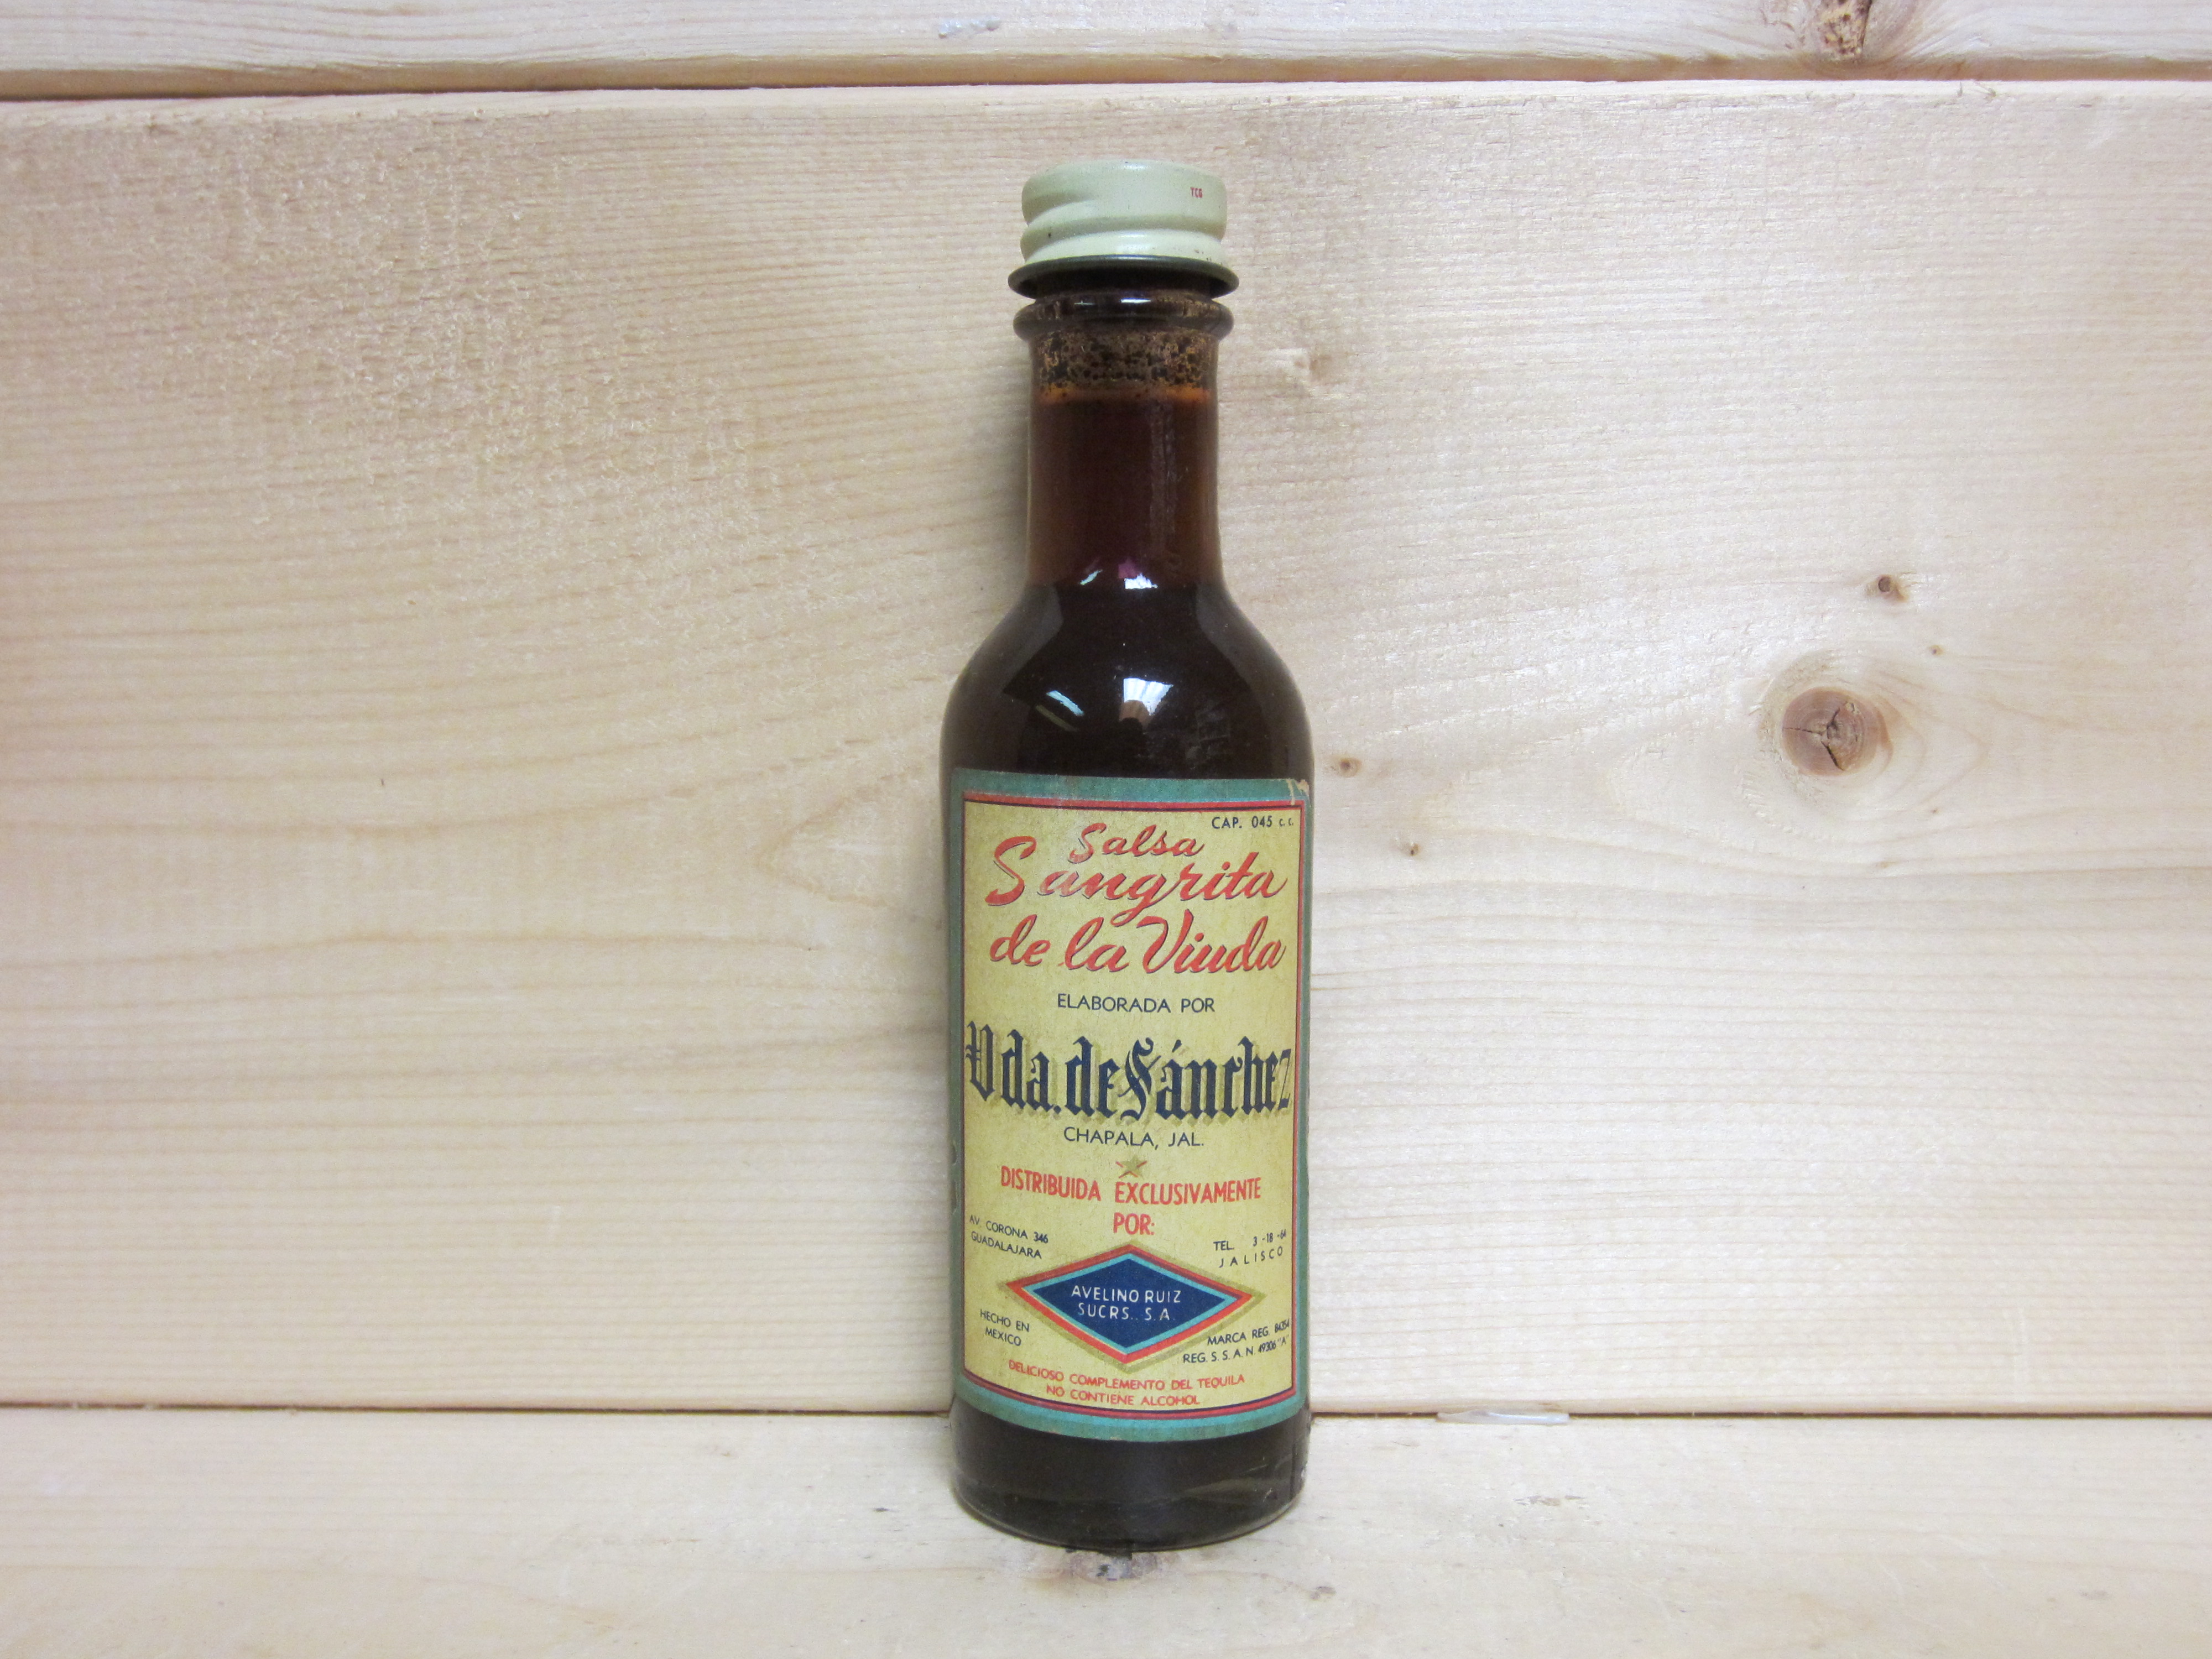 TCG
CAP. 045 c.c.
Salsa
Sangrita
de la Viuda
ELABORADA POR
Vda. de Sánchez
CHAPALA, JAL.
DISTRIBUIDA EXCLUSIVAMENTE
POR:
AV. CORONA 346
GUADALAJARA
TEL. 3-18-64
JALISCO
AVELINO RUIZ
SUCRS., S.A.
HECHO EN
MEXICO
MARCA REG. 84354
REG. S. S. A. N. 49306 "A"
DELICIOSO COMPLEMENTO DEL TEQUILA
NO CONTIENE ALCOHOL